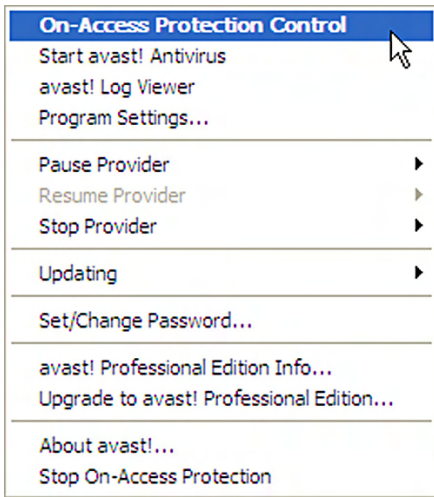 On-Access Protection Control
Start avast! Antivirus
avast! Log Viewer
Program Settings...
Pause Provider
Resume Provider
Stop Provider
Updating
Set/Change Password...
avast! Professional Edition Info...
Upgrade to avast! Professional Edition...
About avast!...
Stop On-Access Protection